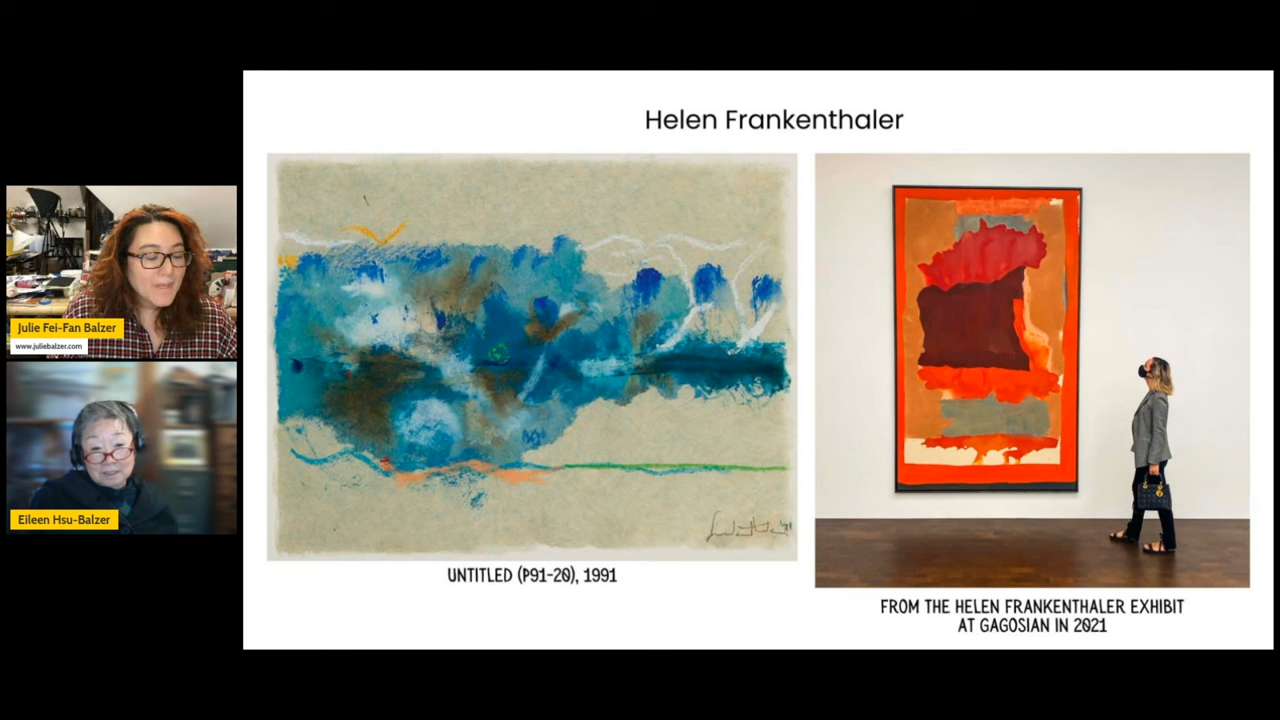 Helen Frankenthaler
Julie Fei-Fan Balzer
www.juliebalzer.com
Eileen Hsu-Balzer
UNTITLED (P91-20), 1991
FROM THE HELEN FRANKENTHALER EXHIBIT
AT GAGOSIAN IN 2021